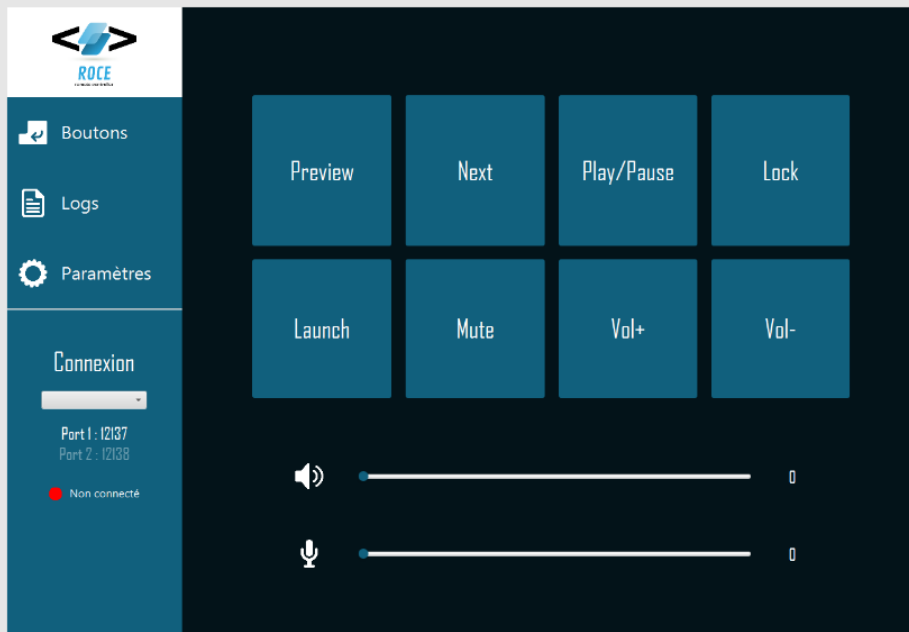 < >
ROCE
Boutons
Logs
Paramètres
Connexion
Port 1 : 12137
Port 2 : 12138
Non connecté
Preview Next Play/Pause Lock
Launch Mute Vol+ Vol-
0
0